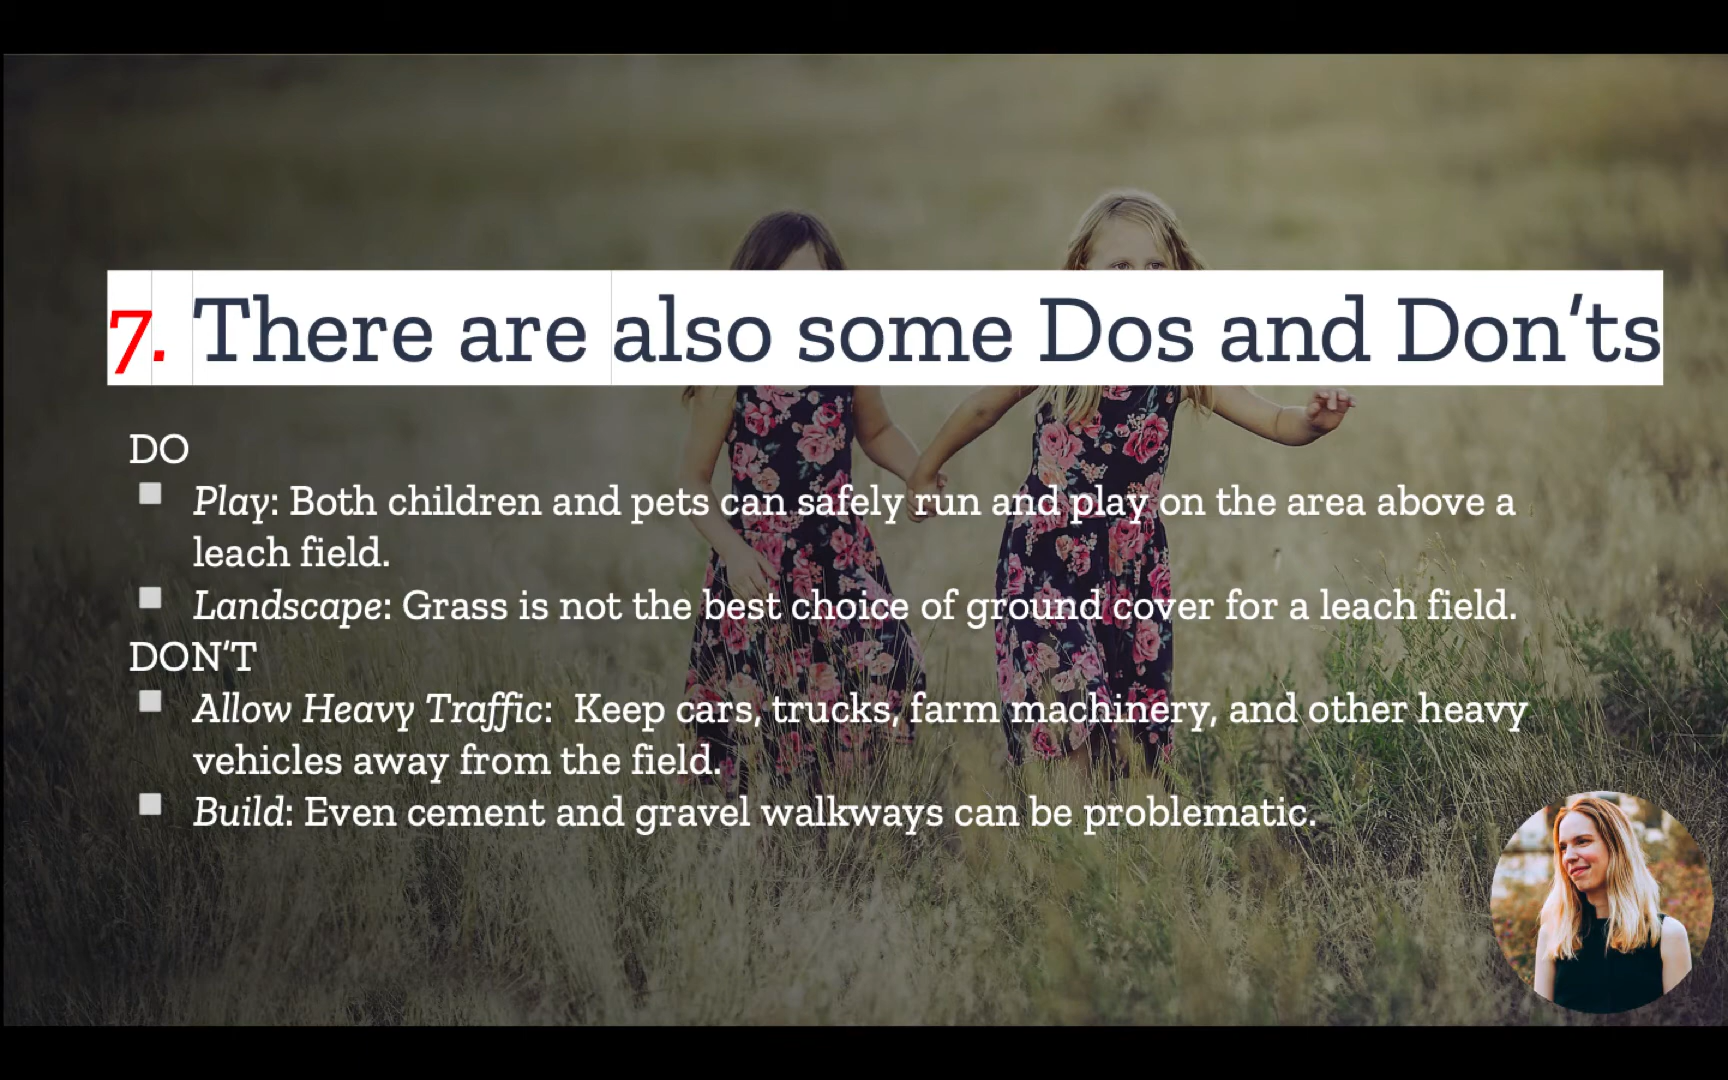 7. There are also some Dos and Don’ts
DO
Play: Both children and pets can safely run and play on the area above a
leach field.
Landscape: Grass is not the best choice of ground cover for a leach field.
DON’T
Allow Heavy Traffic:  Keep cars, trucks, farm machinery, and other heavy
vehicles away from the field.
Build: Even cement and gravel walkways can be problematic.